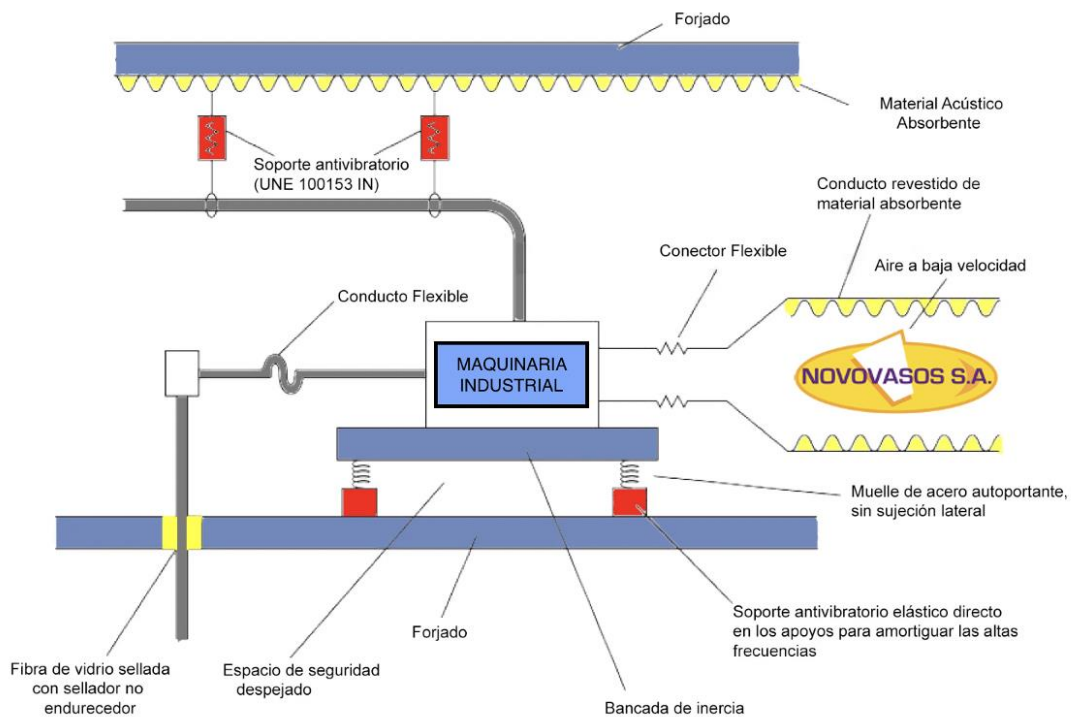 Forjado
Material Acústico
Absorbente
Soporte antivibratorio
(UNE 100153 IN)
Conducto revestido de
material absorbente
Conector Flexible
Aire a baja velocidad
Conducto Flexible
MAQUINARIA
INDUSTRIAL
NOVOVASOS S.A.
Muelle de acero autoportante,
sin sujeción lateral
Soporte antivibratorio elástico directo
en los apoyos para amortiguar las altas
frecuencias
Forjado
Fibra de vidrio sellada
con sellador no
endurecedor
Espacio de seguridad
despejado
Bancada de inercia